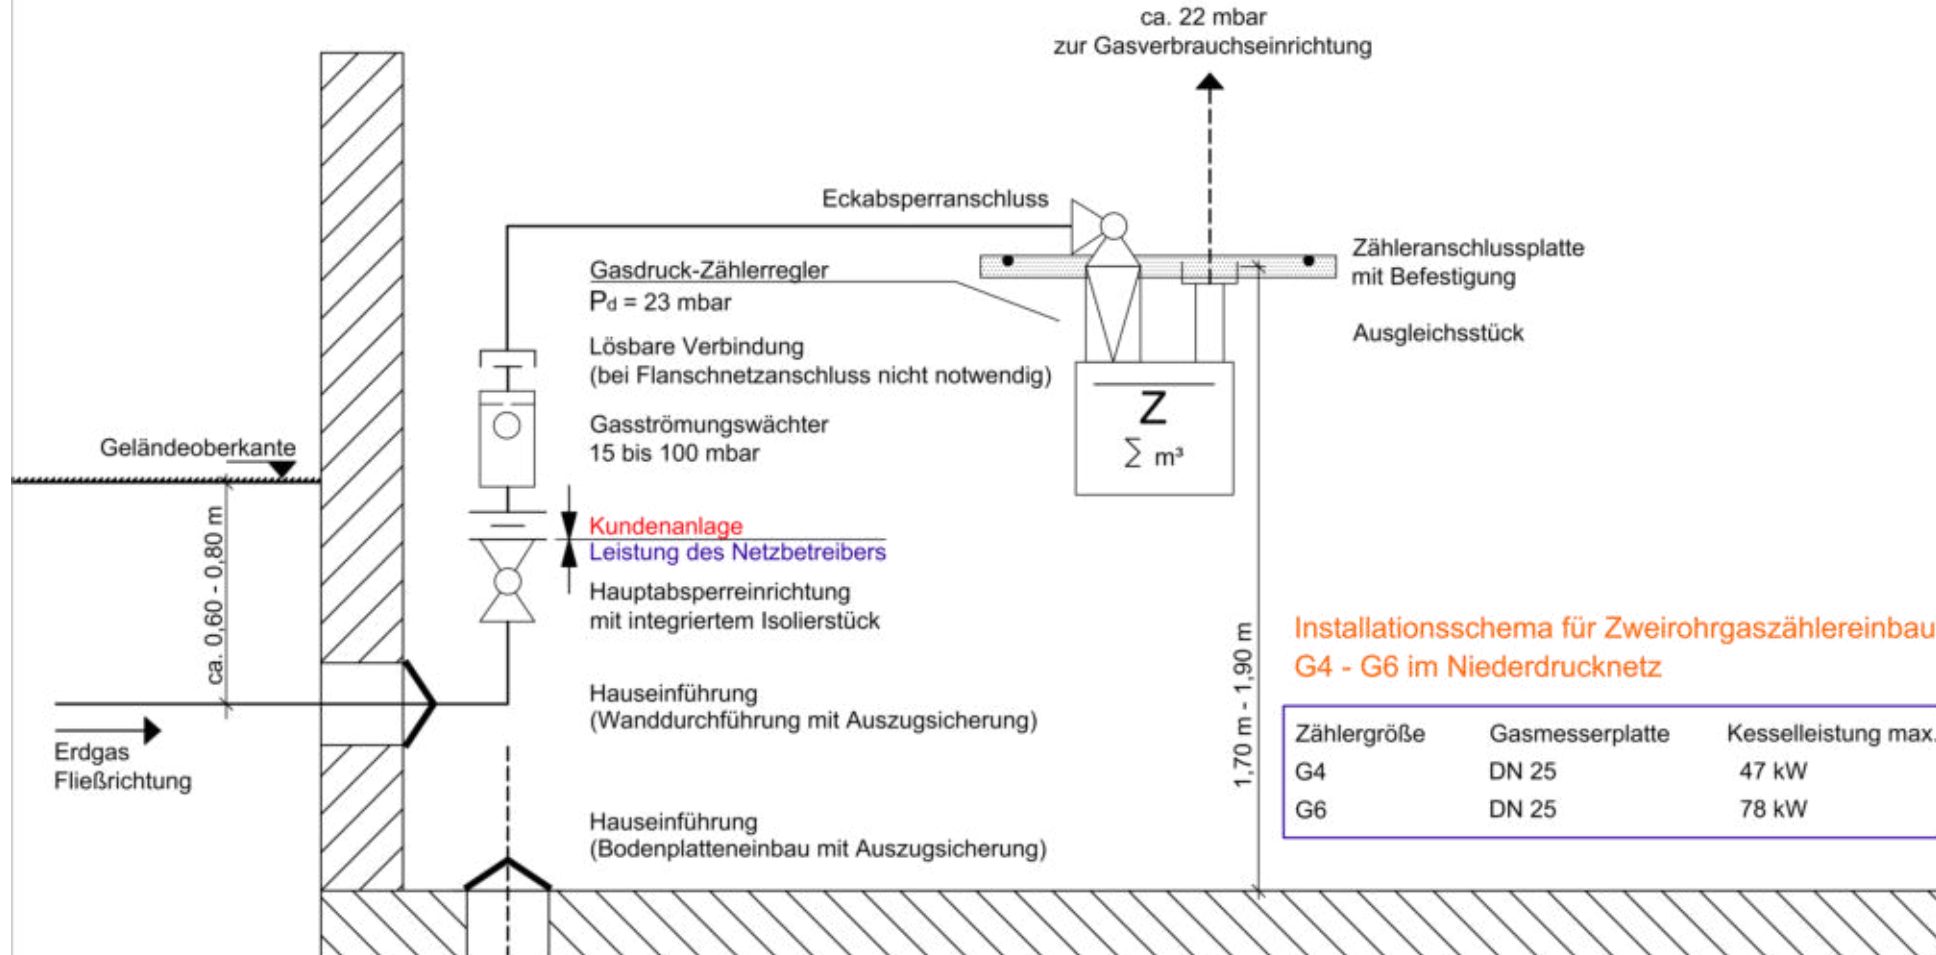 ca. 22 mbar
zur Gasverbrauchseinrichtung
Eckabsperranschluss
Zähleranschlussplatte
mit Befestigung
Gasdruck-Zählerregler
Pd = 23 mbar
Ausgleichsstück
Lösbare Verbindung
(bei Flanschnetzanschluss nicht notwendig)
Z
∑ m³
Gasströmungswächter
15 bis 100 mbar
Geländeoberkante
ca. 0,60 - 0,80 m
Kundenanlage
Leistung des Netzbetreibers
Hauptabsperreinrichtung
mit integriertem Isolierstück
Hauseinführung
(Wanddurchführung mit Auszugsicherung)
Erdgas
Fließrichtung
Hauseinführung
(Bodenplatteneinbau mit Auszugsicherung)
1,70 m - 1,90 m
Installationsschema für Zweirohrgaszählereinbau
G4 - G6 im Niederdrucknetz
Zählergröße Gasmesserplatte Kesselleistung max.
G4 DN 25 47 kW
G6 DN 25 78 kW